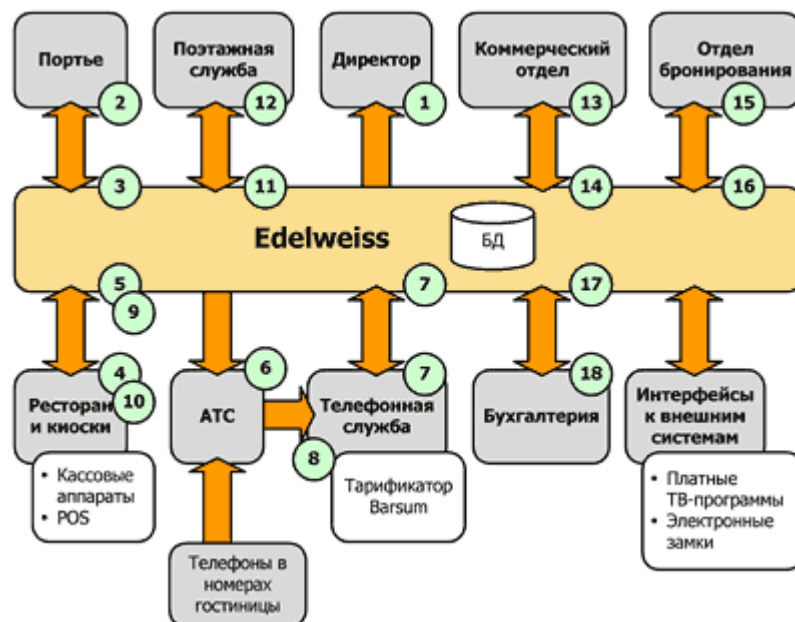 Портье
Поэтажная
служба
Директор
Коммерческий
отдел
Отдел
бронирования
2
12
1
13
15
3
11
14
16
Edelweiss
БД
5
9
7
17
4
10
6
7
18
Ресторан
и киоски
АТС
Телефонная
служба
Бухгалтерия
Интерфейсы
к внешним
системам
8
• Кассовые
аппараты
• POS
Тарификатор
Barsum
• Платные
ТВ-программы
• Электронные
замки
Телефоны в
номерах
гостиницы